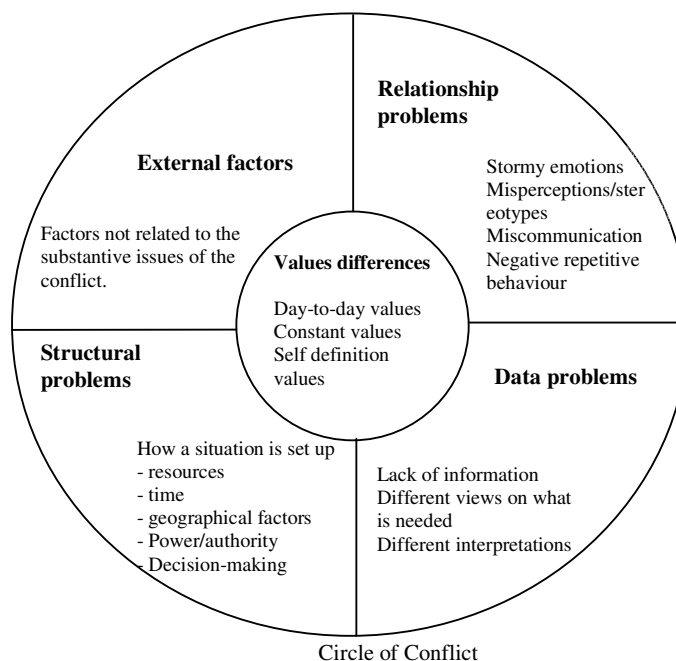 Relationship
problems
Stormy emotions
Misperceptions/ster
eotypes
Miscommunication
Negative repetitive
behaviour
External factors
Factors not related to the
substantive issues of the
conflict.
Values differences
Day-to-day values
Constant values
Self definition
values
Structural
problems
How a situation is set up
- resources
- time
- geographical factors
- Power/authority
- Decision-making
Data problems
Lack of information
Different views on what
is needed
Different interpretations
Circle of Conflict